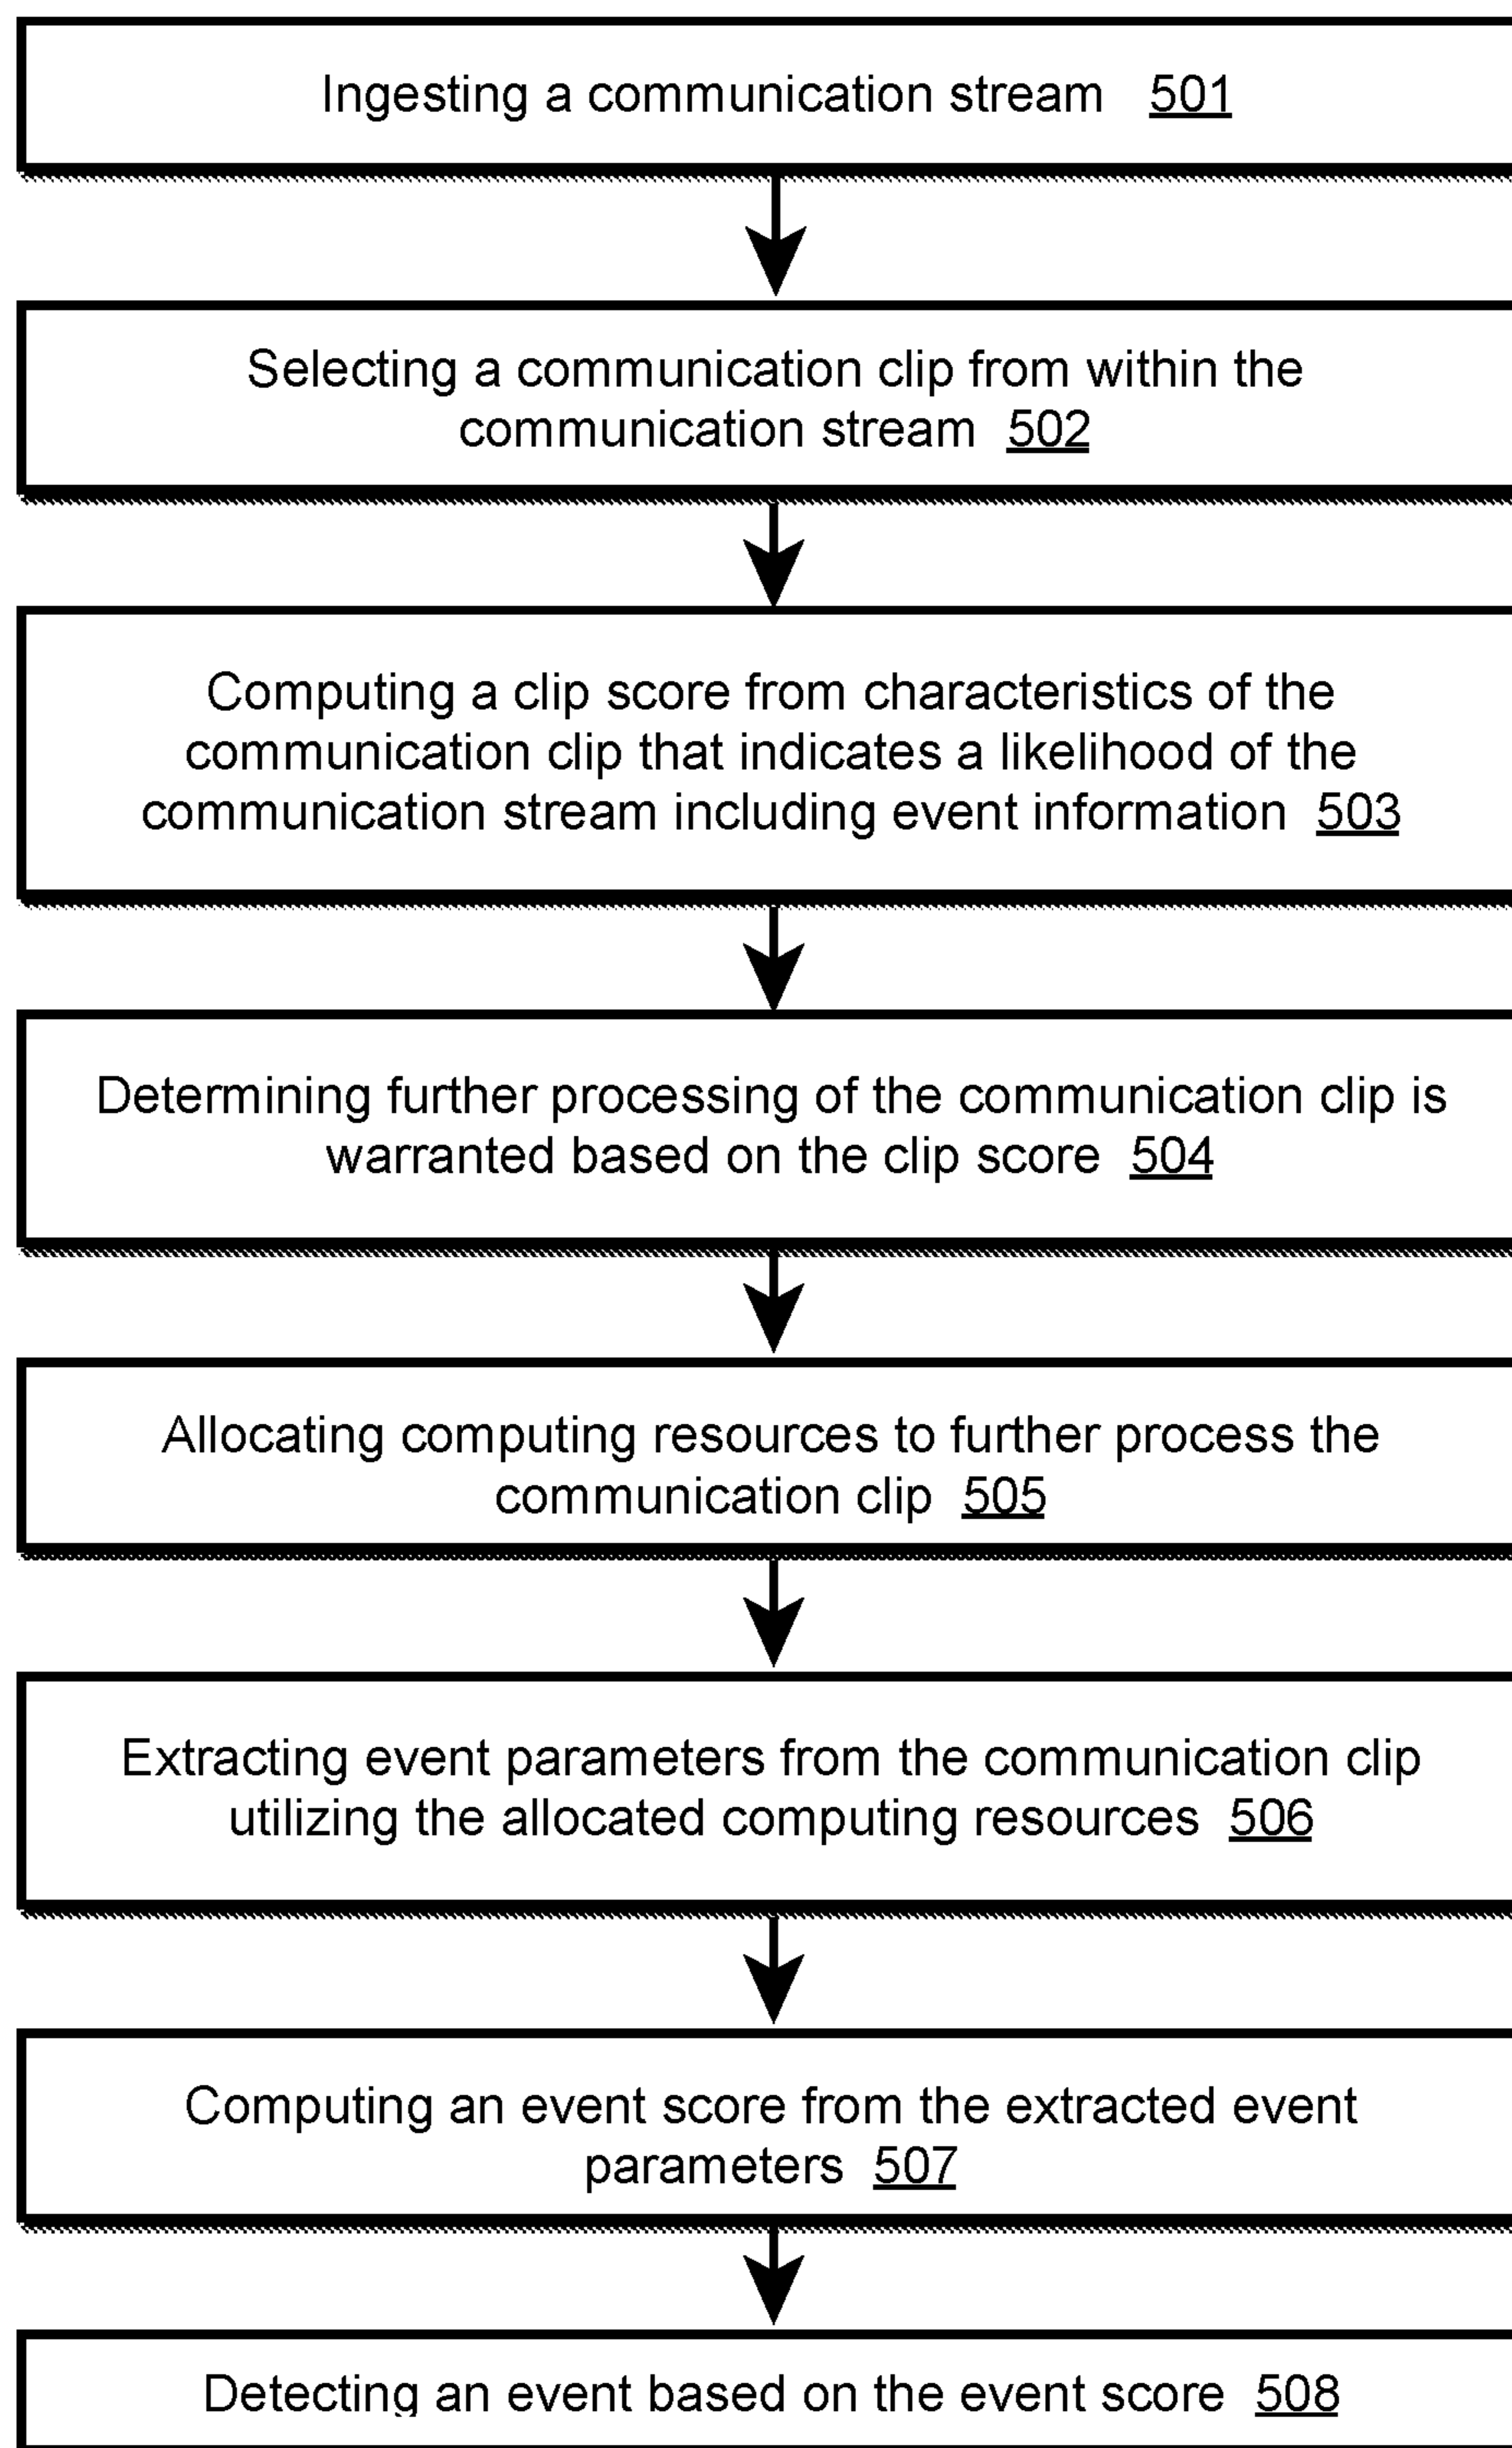 Ingesting a communication stream 501
Selecting a communication clip from within the
communication stream 502
Computing a clip score from characteristics of the
communication clip that indicates a likelihood of the
communication stream including event information 503
Determining further processing of the communication clip is
warranted based on the clip score 504
Allocating computing resources to further process the
communication clip 505
Extracting event parameters from the communication clip
utilizing the allocated computing resources 506
Computing an event score from the extracted event
parameters 507
Detecting an event based on the event score 508